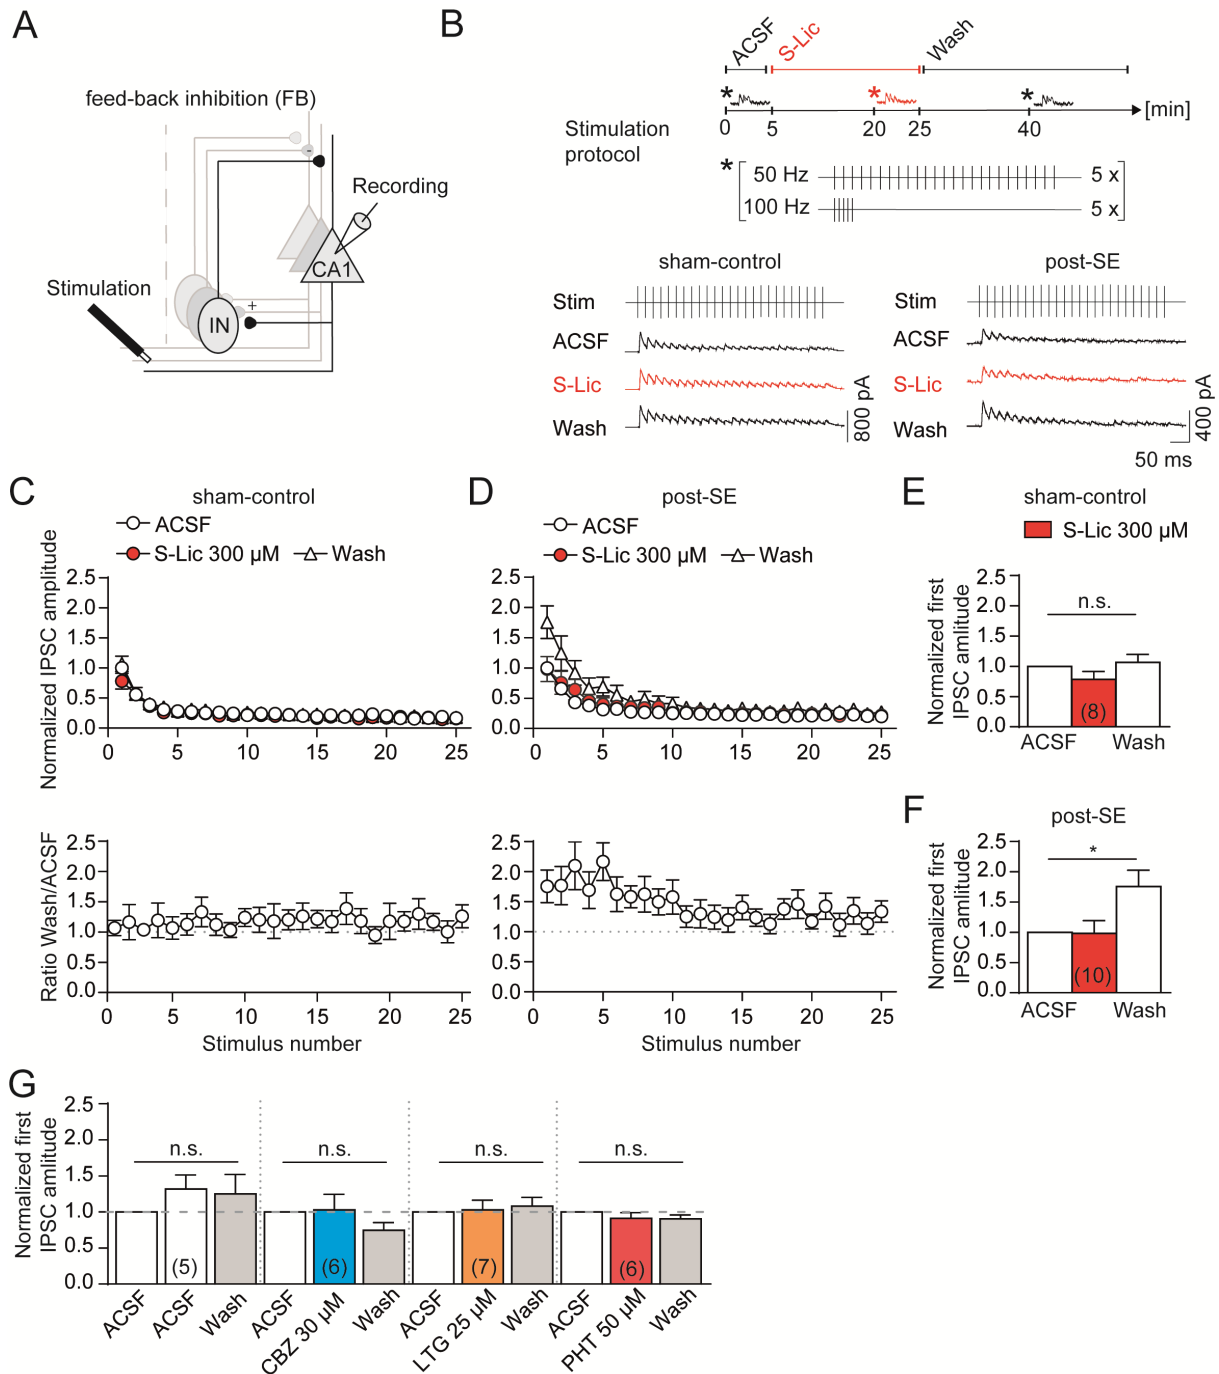 A
feed-back inhibition (FB)
-
Recording
CA1
Stimulation
+
IN
B
ACSF
S-Lic
Wash
* * *
[min]
0 5 20 25 40
Stimulation
protocol
*
50 Hz 5 x
100 Hz 5 x
sham-control
Stim
ACSF
S-Lic
Wash
800 pA
post-SE
Stim
ACSF
S-Lic
Wash
400 pA
50 ms
C
sham-control
ACSF
S-Lic 300 µM Wash
Normalized IPSC amplitude
2.5
2.0
1.5
1.0
0.5
0.0
0 5 10 15 20 25
Ratio Wash/ACSF
2.5
2.0
1.5
1.0
0.5
0.0
0 5 10 15 20 25
Stimulus number
D
post-SE
ACSF
S-Lic 300 µM Wash
2.5
2.0
1.5
1.0
0.5
0.0
0 5 10 15 20 25
2.5
2.0
1.5
1.0
0.5
0.0
0 5 10 15 20 25
Stimulus number
E
sham-control
S-Lic 300 µM
Normalized first
IPSC amlitude
2.5
2.0
1.5
1.0
0.5
0.0
n.s.
(8)
ACSF Wash
F
post-SE
Normalized first
IPSC amplitude
2.5
2.0
1.5
1.0
0.5
0.0
*
(10)
ACSF Wash
G
Normalized first
IPSC amlitude
2.5
2.0
1.5
1.0
0.5
0.0
n.s. n.s. n.s. n.s.
(5) (6) (7) (6)
ACSF ACSF Wash ACSF CBZ 30 µM Wash ACSF LTG 25 µM Wash ACSF PHT 50 µM Wash